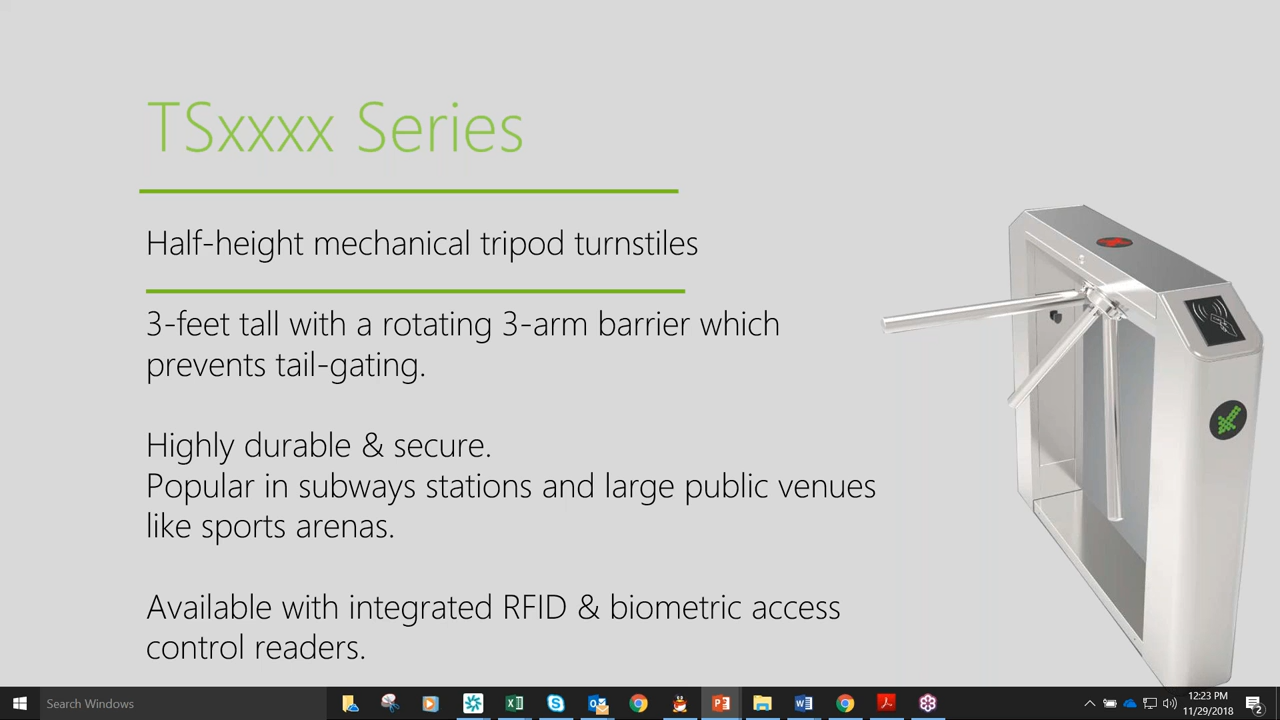 TSxxxx Series
Half-height mechanical tripod turnstiles
3-feet tall with a rotating 3-arm barrier which
prevents tail-gating.
Highly durable & secure.
Popular in subways stations and large public venues
like sports arenas.
Available with integrated RFID & biometric access
control readers.
Search Windows
12:23 PM
11/29/2018
2